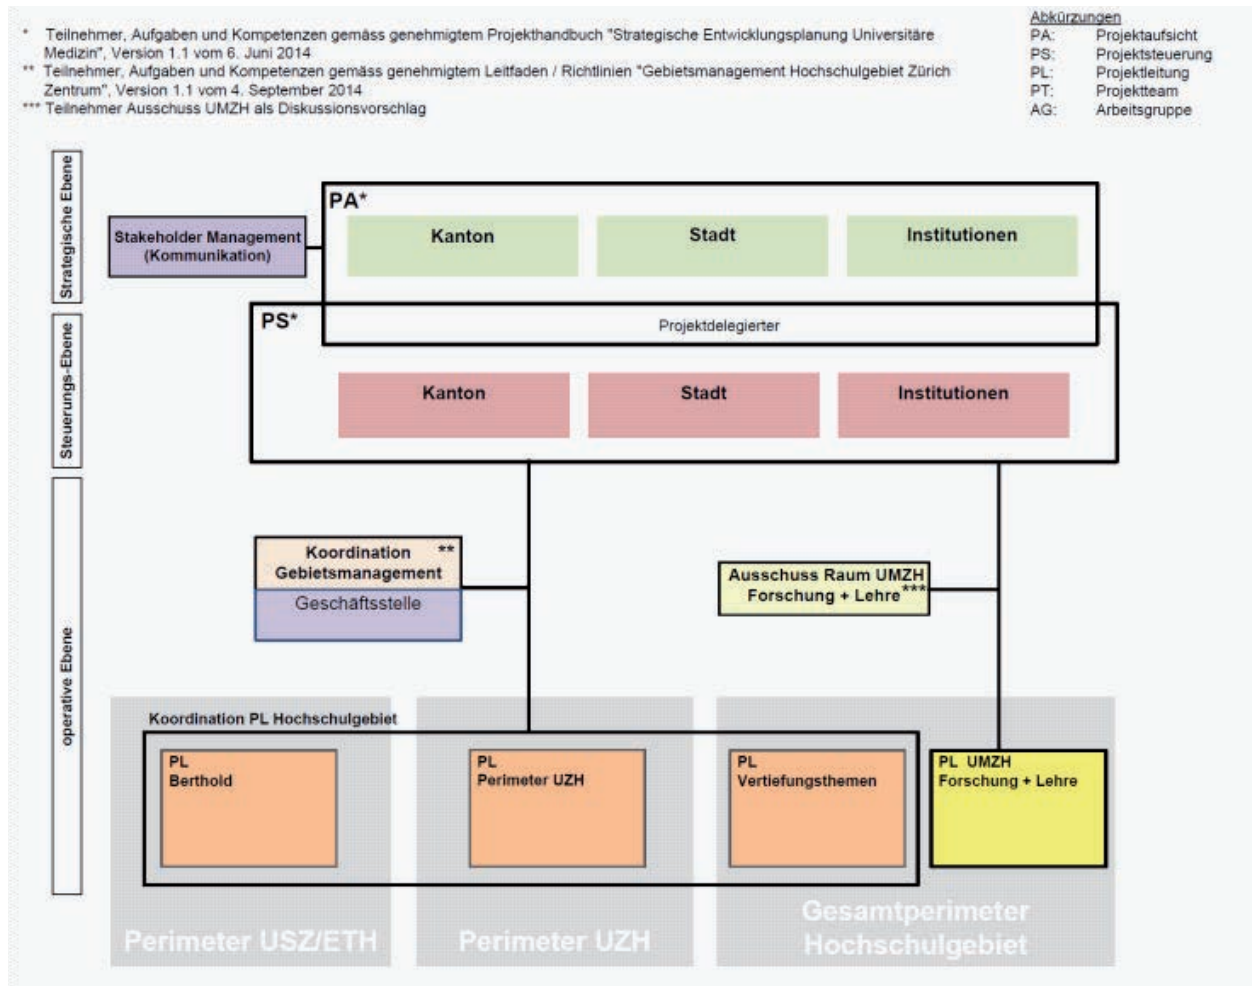 * Teilnehmer, Aufgaben und Kompetenzen gemäss genehmigtem Projekthandbuch "Strategische Entwicklungsplanung Universitäre
Medizin", Version 1.1 vom 6. Juni 2014
** Teilnehmer, Aufgaben und Kompetenzen gemäss genehmigtem Leitfaden / Richtlinien "Gebietsmanagement Hochschulgebiet Zürich
Zentrum", Version 1.1 vom 4. September 2014
*** Teilnehmer Ausschuss UMZH als Diskussionsvorschlag
Abkürzungen
PA: Projektaufsicht
PS: Projektsteuerung
PL: Projektleitung
PT: Projektteam
AG: Arbeitsgruppe
Strategische Ebene
Stakeholder Management
(Kommunikation)
PA*
Kanton
Stadt
Institutionen
Steuerungs-Ebene
PS*
Projektdelegierter
Kanton
Stadt
Institutionen
operative Ebene
Koordination **
Gebietsmanagement
Geschäftsstelle
Ausschuss Raum UMZH
Forschung + Lehre***
Koordination PL Hochschulgebiet
PL
Berthold
PL
Perimeter UZH
PL
Vertiefungsthemen
PL UMZH
Forschung + Lehre
Perimeter USZ/ETH
Perimeter UZH
Gesamtperimeter
Hochschulgebiet